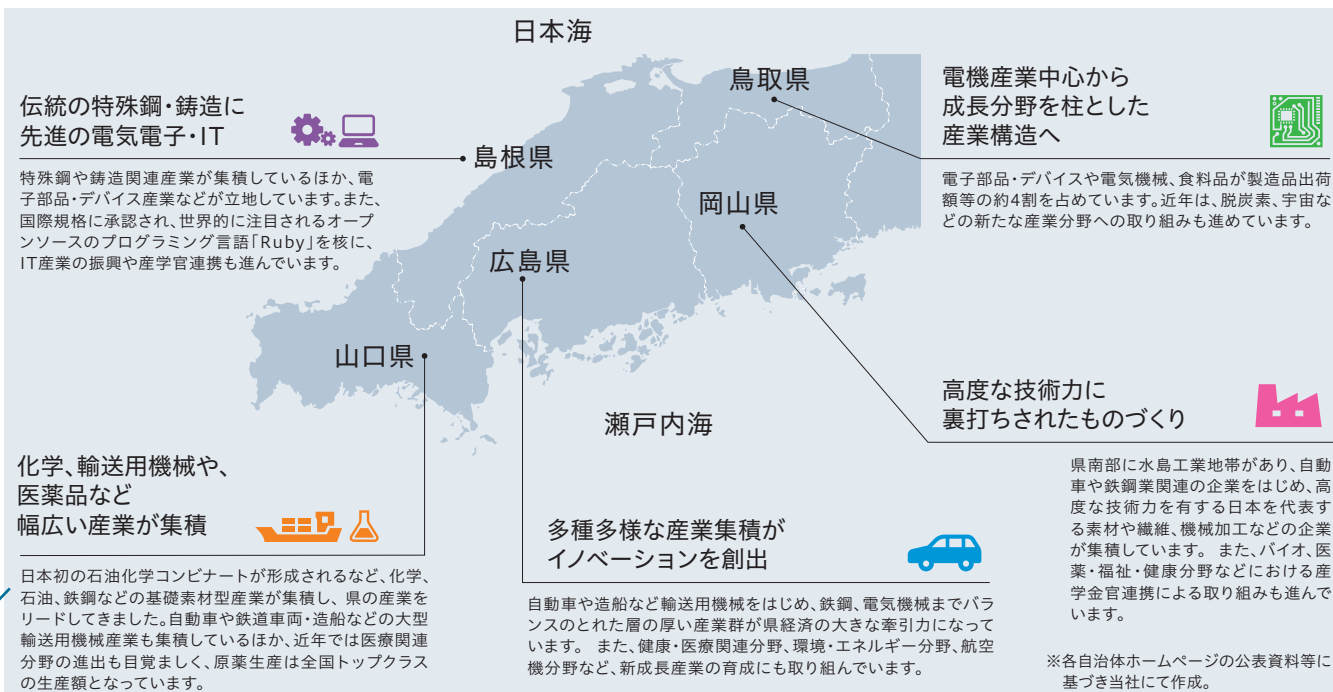 日本海
伝統の特殊鋼・鋳造に
先進の電気電子・IT
特殊鋼や鋳造関連産業が集積しているほか、電
子部品・デバイス産業などが立地しています。また、
国際規格に承認され、世界的に注目されるオープ
ンソースのプログラミング言語「Ruby」を核に、
IT産業の振興や産学官連携も進んでいます。
鳥取県
電機産業中心から
成長分野を柱とした
産業構造へ
電子部品・デバイスや電気機械、食料品が製造品出荷
額等の約4割を占めています。近年は、脱炭素、宇宙な
どの新たな産業分野への取り組みも進めています。
島根県
岡山県
広島県
山口県
瀬戸内海
高度な技術力に
裏打ちされたものづくり
県南部に水島工業地帯があり、自動
車や鉄鋼業関連の企業をはじめ、高
度な技術力を有する日本を代表す
る素材や繊維、機械加工などの企業
が集積しています。 また、バイオ、医
薬・福祉・健康分野などにおける産
学金官連携による取り組みも進んで
います。
化学、輸送用機械や、
医薬品など
幅広い産業が集積
日本初の石油化学コンビナートが形成されるなど、化学、
石油、鉄鋼などの基礎素材型産業が集積し、県の産業を
リードしてきました。自動車や鉄道車両・造船などの大型
輸送用機械産業も集積しているほか、近年では医療関連
分野の進出も目覚ましく、原薬生産は全国トップクラス
の生産額となっています。
多種多様な産業集積が
イノベーションを創出
自動車や造船など輸送用機械をはじめ、鉄鋼、電気機械までバラ
ンスのとれた層の厚い産業群が県経済の大きな牽引力になって
います。 また、健康・医療関連分野、環境・エネルギー分野、航空
機分野など、新成長産業の育成にも取り組んでいます。
※各自治体ホームページの公表資料等に
基づき当社にて作成。